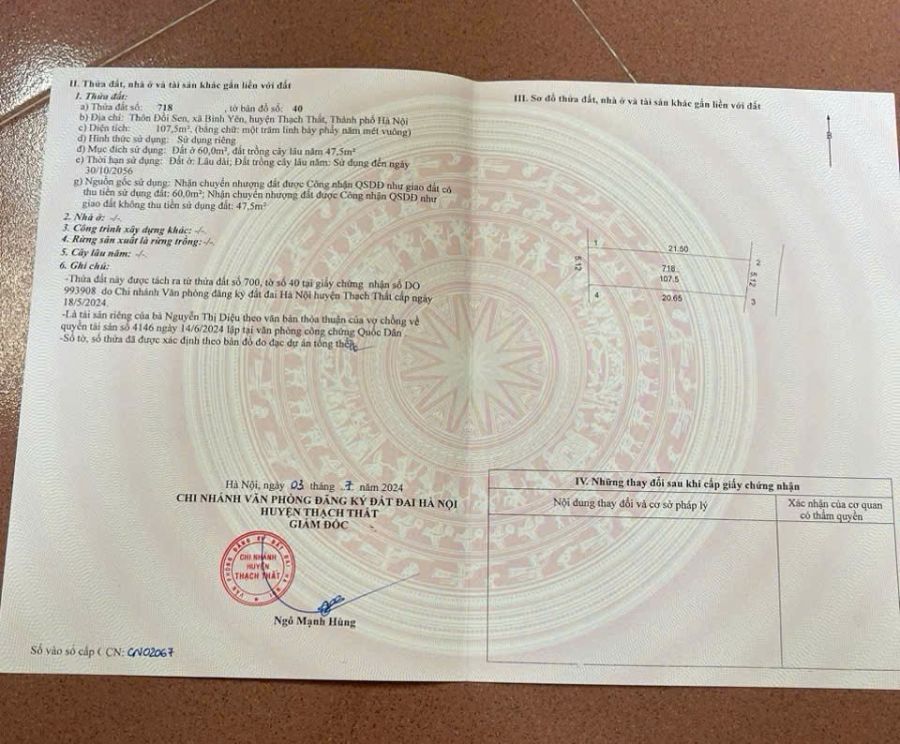 II. Thửa đất, nhà ở và tài sản khác gắn liền với đất
1. Thửa đất:
a) Thửa đất số: 718 , tờ bản đồ số: 40
b) Địa chỉ: Thôn Đồi Sen, xã Bình Yên, huyện Thạch Thất, Thành phố Hà Nội
c) Diện tích: 107,5m², (bằng chữ: một trăm linh bảy phẩy năm mét vuông)
d) Hình thức sử dụng: Sử dụng riêng
đ) Mục đích sử dụng: Đất ở 60,0m², đất trồng cây lâu năm 47,5m²
e) Thời hạn sử dụng: Đất ở: Lâu dài; Đất trồng cây lâu năm: Sử dụng đến ngày
30/10/2056
g) Nguồn gốc sử dụng: Nhận chuyển nhượng đất được Công nhận QSDĐ như giao đất có
thu tiền sử dụng đất: 60,0m²; Nhận chuyển nhượng đất được Công nhận QSDĐ như
giao đất không thu tiền sử dụng đất: 47,5m²
2. Nhà ở: -/-.
3. Công trình xây dựng khác: -/-.
4. Rừng sản xuất là rừng trồng:-/-.
5. Cây lâu năm: -/-.
6. Ghi chú:
-Thửa đất này được tách ra từ thửa đất số 700, tờ số 40 tại giấy chứng nhận số DO
993908 do Chi nhánh Văn phòng đăng ký đất đai Hà Nội huyện Thạch Thất cấp ngày
18/5/2024.
-Là tài sản riêng của bà Nguyễn Thị Diệu theo văn bản thỏa thuận của vợ chồng về
quyền tài sản số 4146 ngày 14/6/2024 lập tại văn phòng công chứng Quốc Dân .
-Số tờ, số thửa đã được xác định theo bản đồ đo đạc dự án tổng thể
Hà Nội, ngày 03 tháng 7 năm 2024
CHI NHÁNH VĂN PHÒNG ĐĂNG KÝ ĐẤT ĐAI HÀ NỘI
HUYỆN THẠCH THẤT
GIÁM ĐỐC
VĂN PHÒNG ĐĂNG KÝ ĐẤT ĐAI HÀ NỘI
CHI NHÁNH
HUYỆN
THẠCH THẤT
Ngô Mạnh Hùng
Số vào sổ cấp GCN: CN02067
III. Sơ đồ thửa đất, nhà ở và tài sản khác gắn liền với đất
B
1
21.50
2
5.12
718
107.5
5.12
4
20.65
3
IV. Những thay đổi sau khi cấp giấy chứng nhận
Nội dung thay đổi và cơ sở pháp lý
Xác nhận của cơ quan
có thẩm quyền